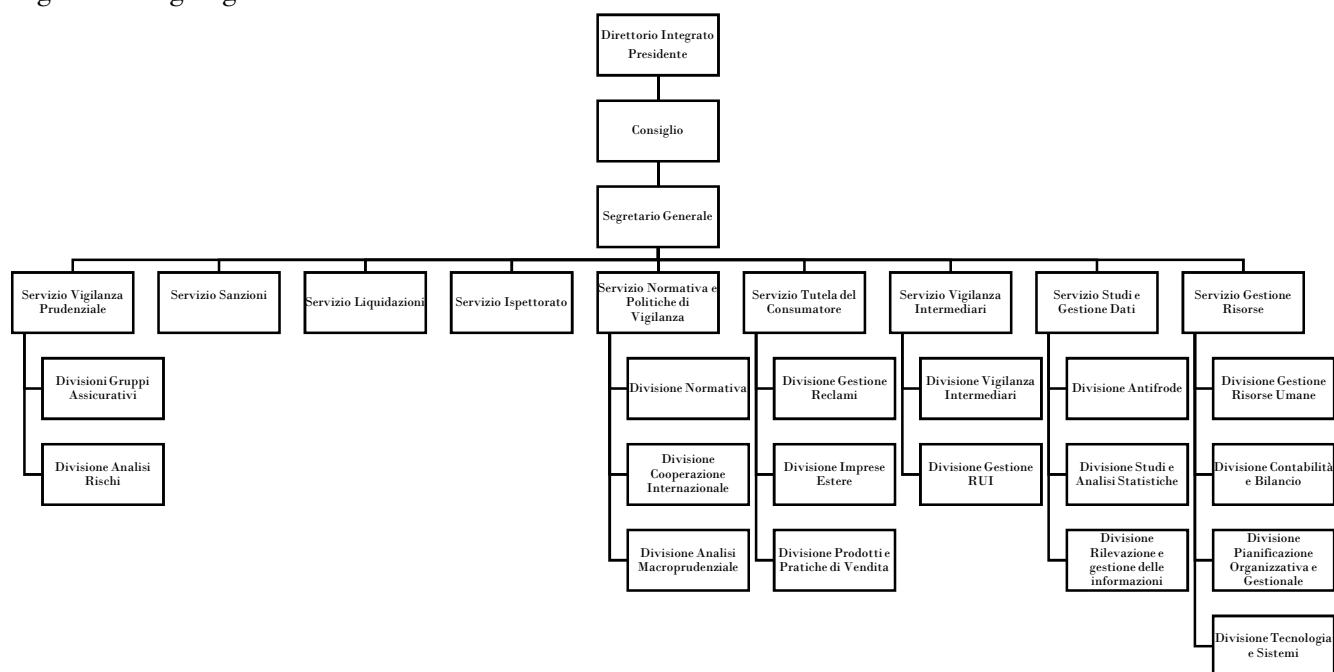 Direttorio Integrato
Presidente
Consiglio
Segretario Generale
Servizio Vigilanza
Prudenziale
Servizio Sanzioni
Servizio Liquidazioni
Servizio Ispettorato
Servizio Normativa e
Politiche di
Vigilanza
Servizio Tutela del
Consumatore
Servizio Vigilanza
Intermediari
Servizio Studi e
Gestione Dati
Servizio Gestione
Risorse
Divisioni Gruppi
Assicurativi
Divisione Normativa
Divisione Gestione
Reclami
Divisione Vigilanza
Intermediari
Divisione Antifrode
Divisione Gestione
Risorse Umane
Divisione Analisi
Rischi
Divisione
Cooperazione
Internazionale
Divisione Imprese
Estere
Divisione Gestione
RUI
Divisione Studi e
Analisi Statistiche
Divisione Contabilità
e Bilancio
Divisione Analisi
Macroprudenziale
Divisione Prodotti e
Pratiche di Vendita
Divisione
Rilevazione e
gestione delle
informazioni
Divisione
Pianificazione
Organizzativa e
Gestionale
Divisione Tecnologia
e Sistemi